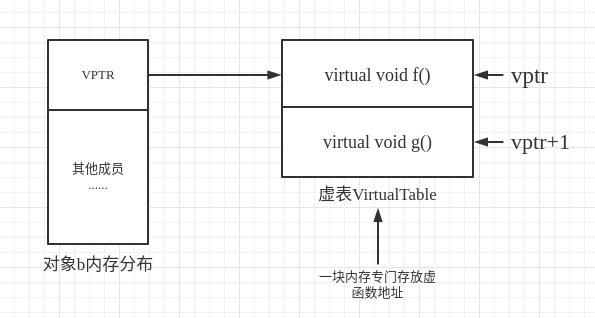 VPTR
其他成员
......
对象b内存分布
virtual void f()
virtual void g()
vptr
vptr+1
虚表VirtualTable
一块内存专门存放虚
函数地址